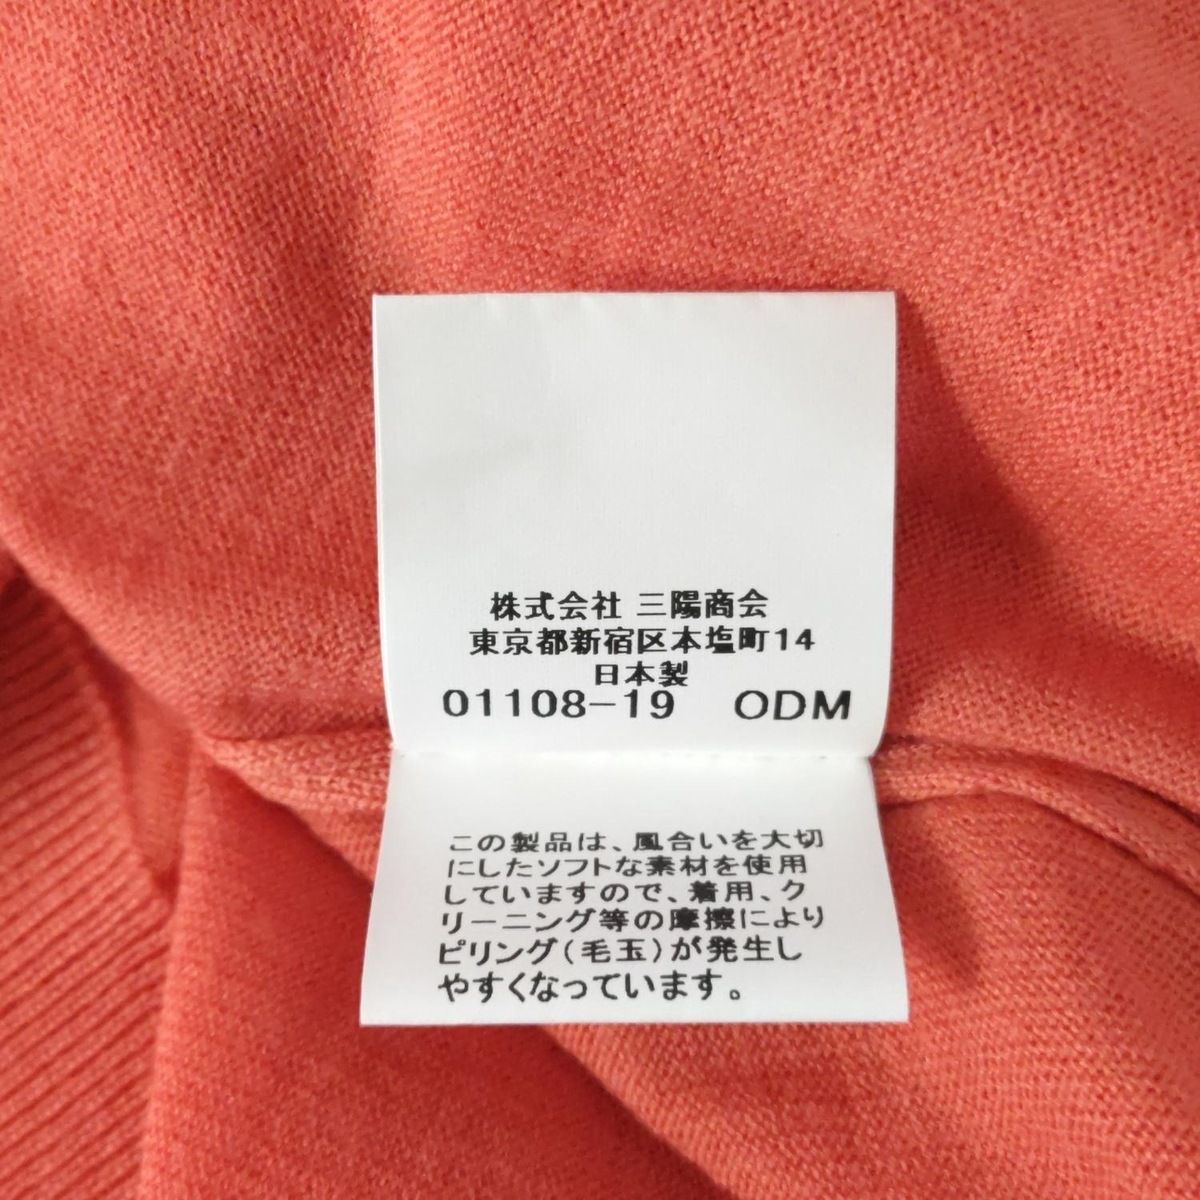 株式会社 三陽商会
東京都新宿区本塩町14
日本製
01108-19 ODM
この製品は、風合いを大切
にしたソフトな素材を使用
していますので、着用、ク
リーニング等の摩擦により
ピリング(毛玉)が発生し
やすくなっています。